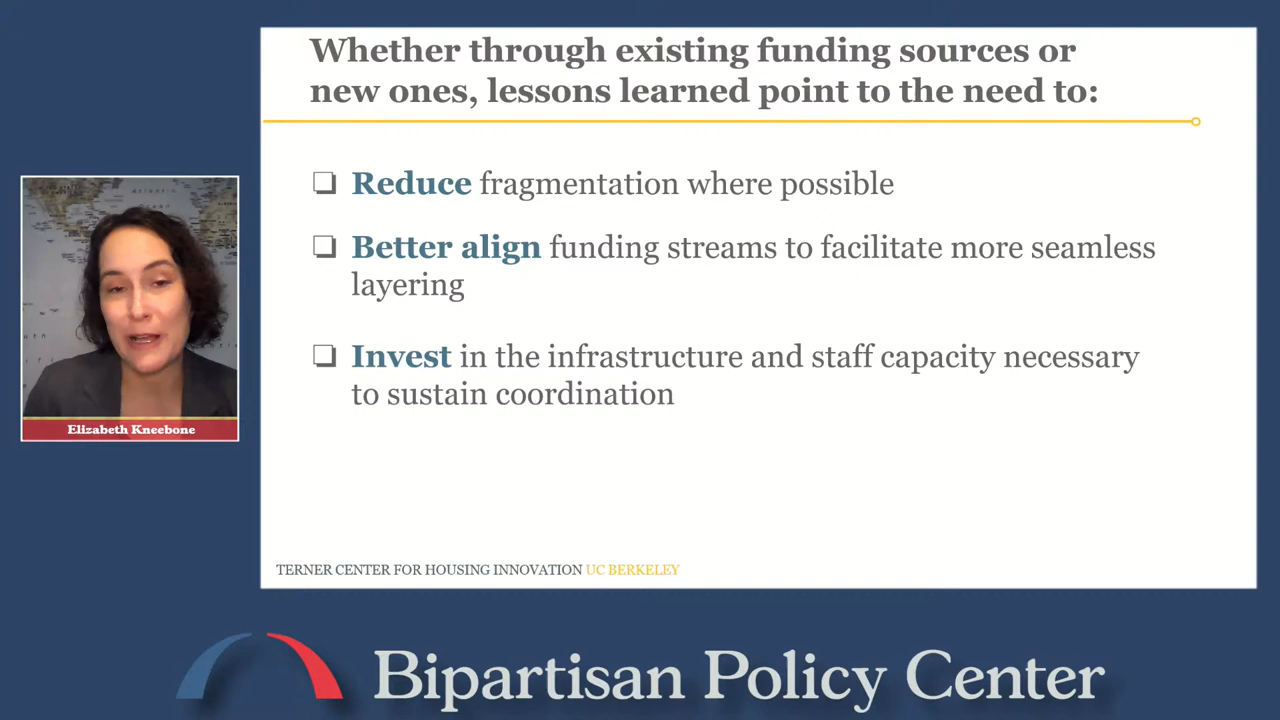 Whether through existing funding sources or
new ones, lessons learned point to the need to:
❏ Reduce fragmentation where possible
❏ Better align funding streams to facilitate more seamless
layering
❏ Invest in the infrastructure and staff capacity necessary
to sustain coordination
Elizabeth Kneebone
TERNER CENTER FOR HOUSING INNOVATION UC BERKELEY
Bipartisan Policy Center